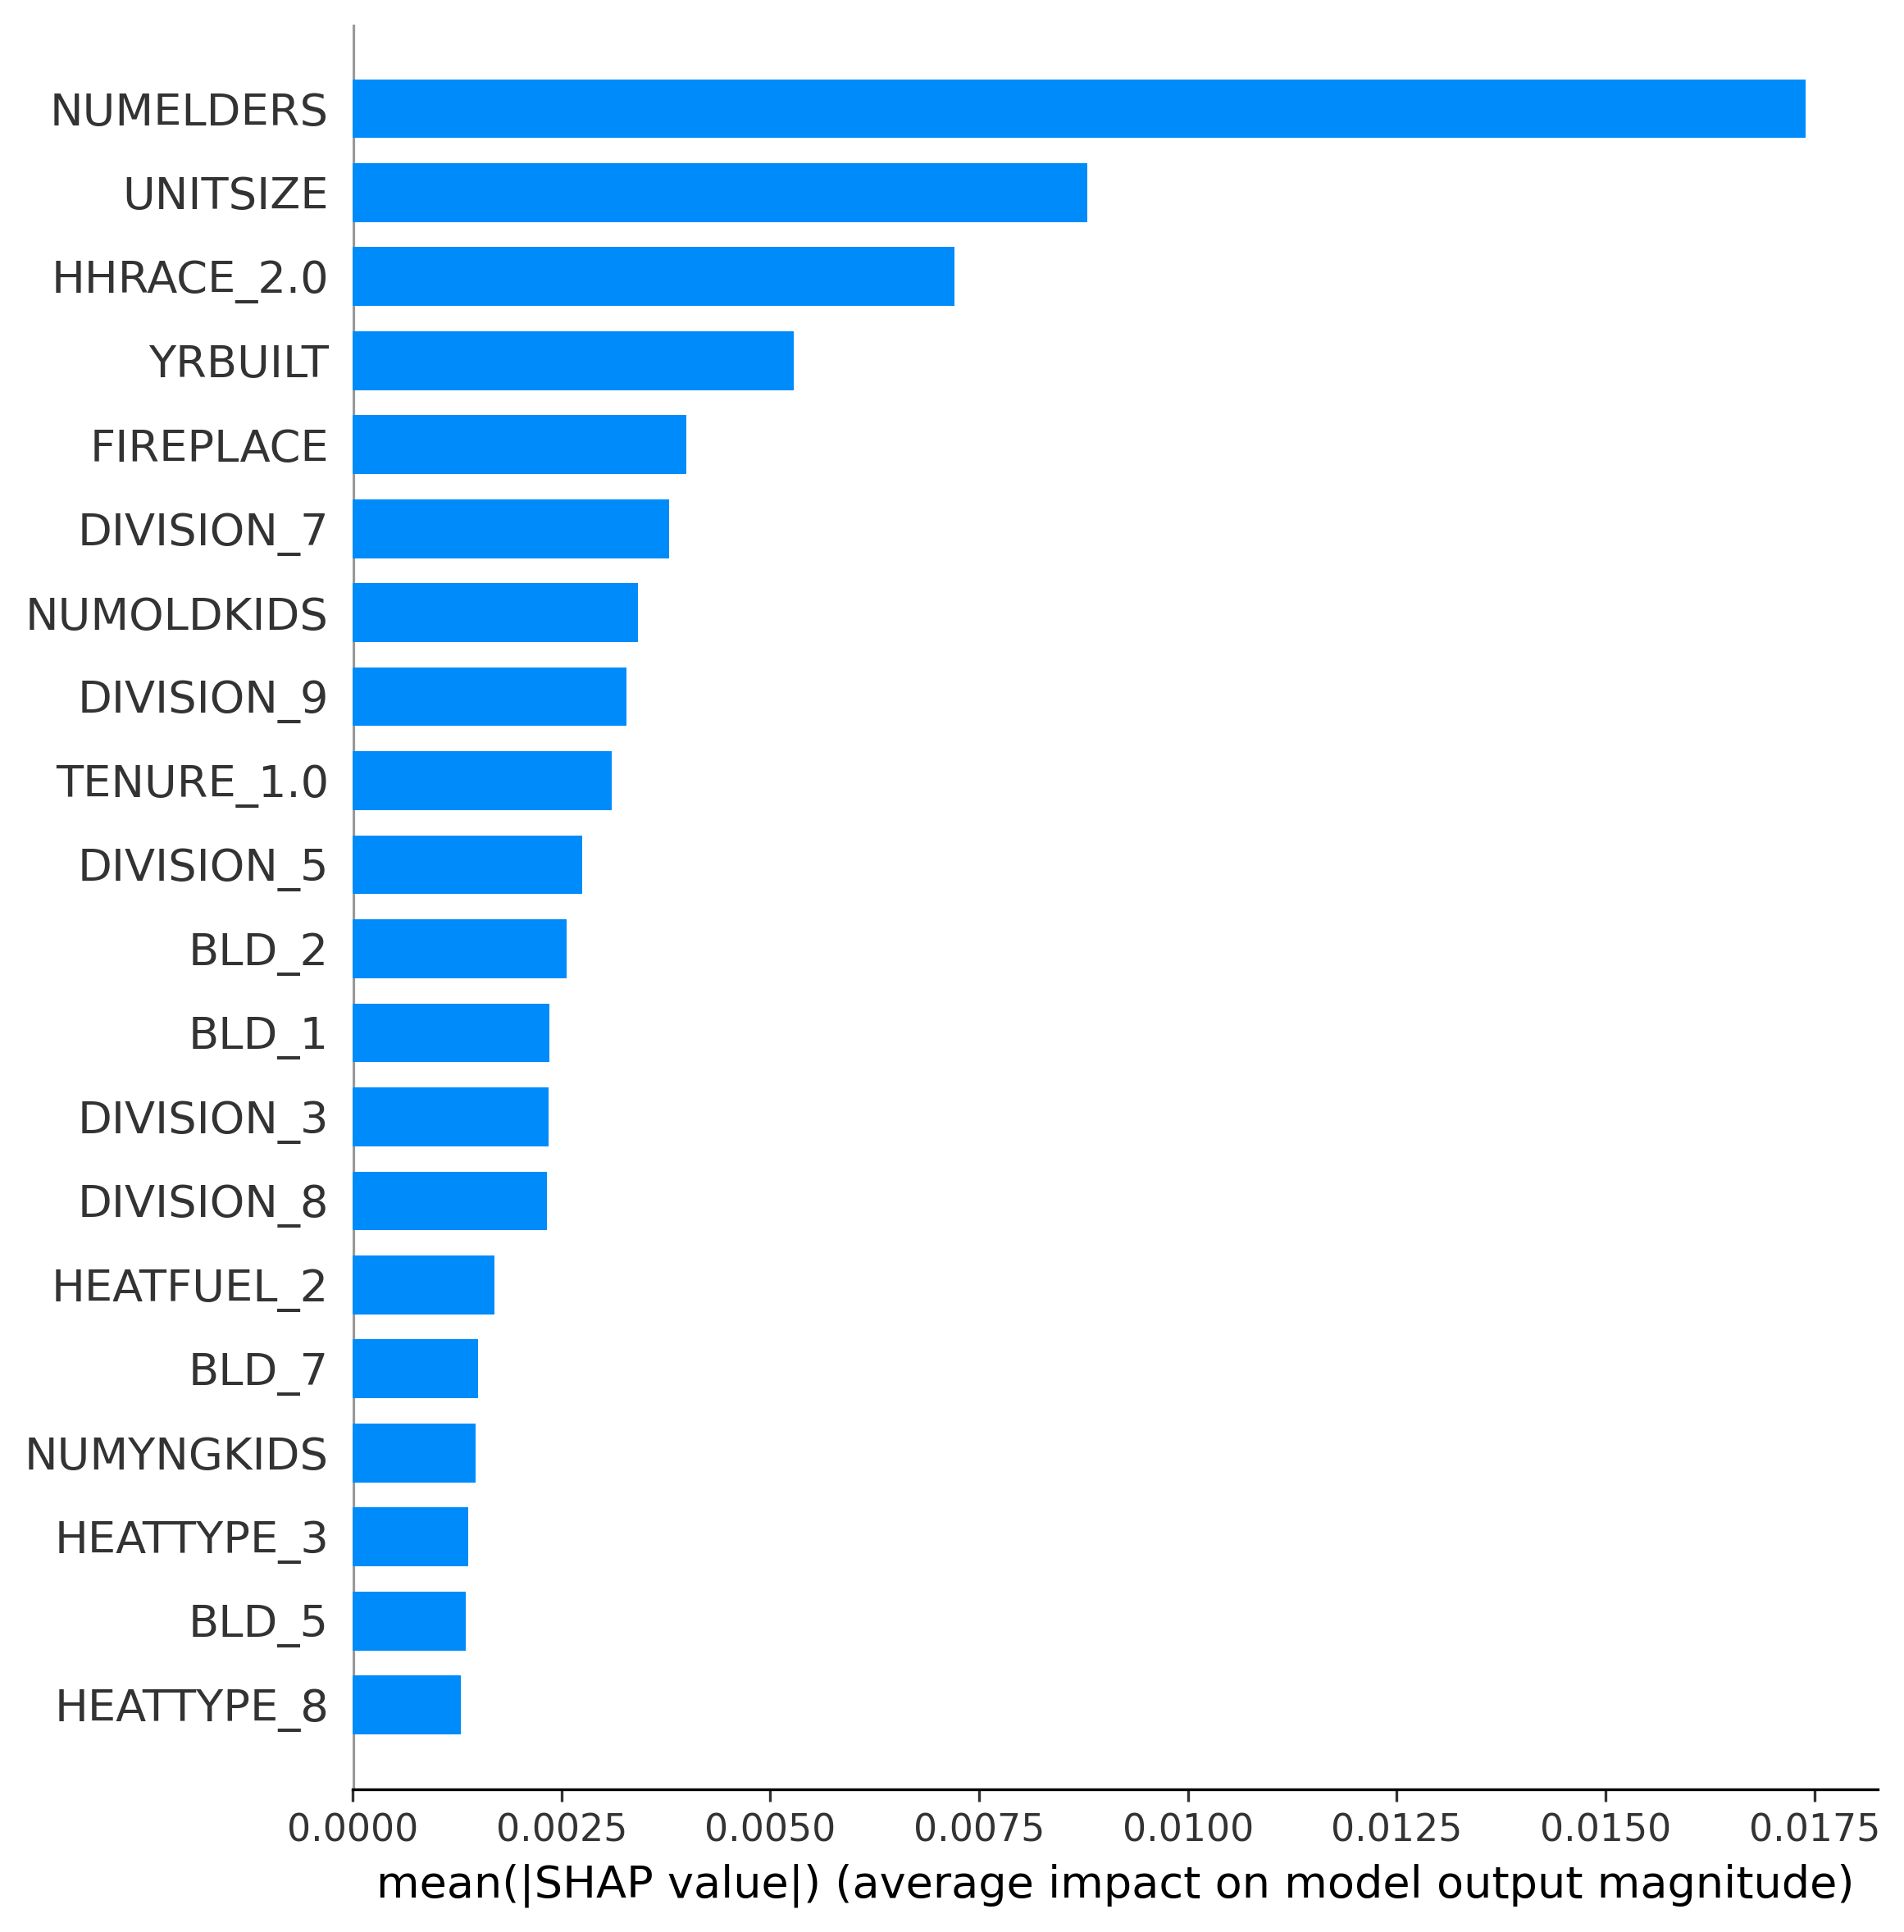 NUMELDERS
UNITSIZE
HHRACE_2.0
YRBUILT
FIREPLACE
DIVISION_7
NUMOLDKIDS
DIVISION_9
TENURE_1.0
DIVISION_5
BLD_2
BLD_1
DIVISION_3
DIVISION_8
HEATFUEL_2
BLD_7
NUMYNGKIDS
HEATTYPE_3
BLD_5
HEATTYPE_8
0.0000 0.0025 0.0050 0.0075 0.0100 0.0125 0.0150 0.0175
mean(|SHAP value|) (average impact on model output magnitude)